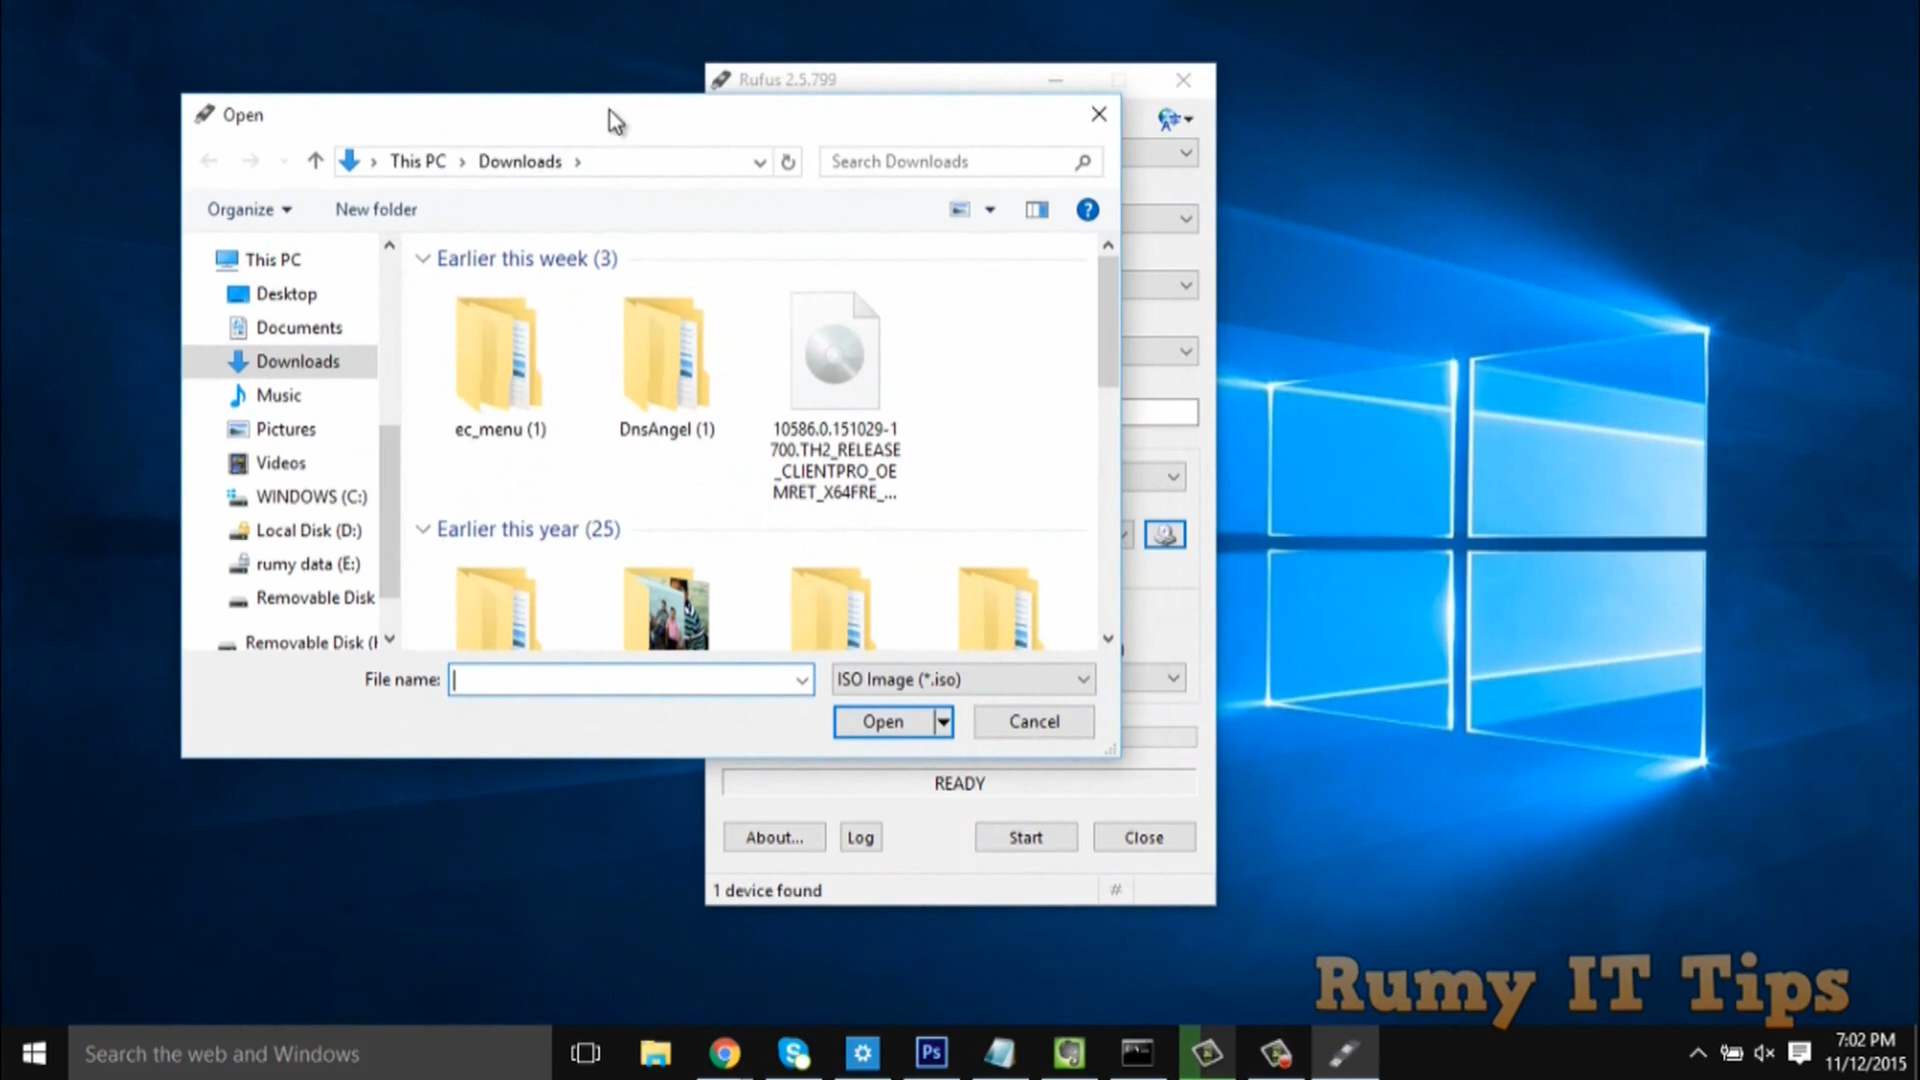 Rufus 2.5.799
Open
This PC > Downloads >
Search Downloads
Organize
New folder
This PC
Desktop
Documents
Downloads
Music
Pictures
Videos
WINDOWS (C:)
Local Disk (D:)
rumy data (E:)
Removable Disk
Removable Disk (
Earlier this week (3)
ec_menu (1)
DnsAngel (1)
10586.0.151029-1
700.TH2_RELEASE
_CLIENTPRO_OE
MRET_X64FRE_...
Earlier this year (25)
File name:
ISO Image (*.iso)
Open
Cancel
READY
About...
Log
Start
Close
1 device found
#
Rumy IT Tips
Search the web and Windows
Ps
7:02 PM
11/12/2015